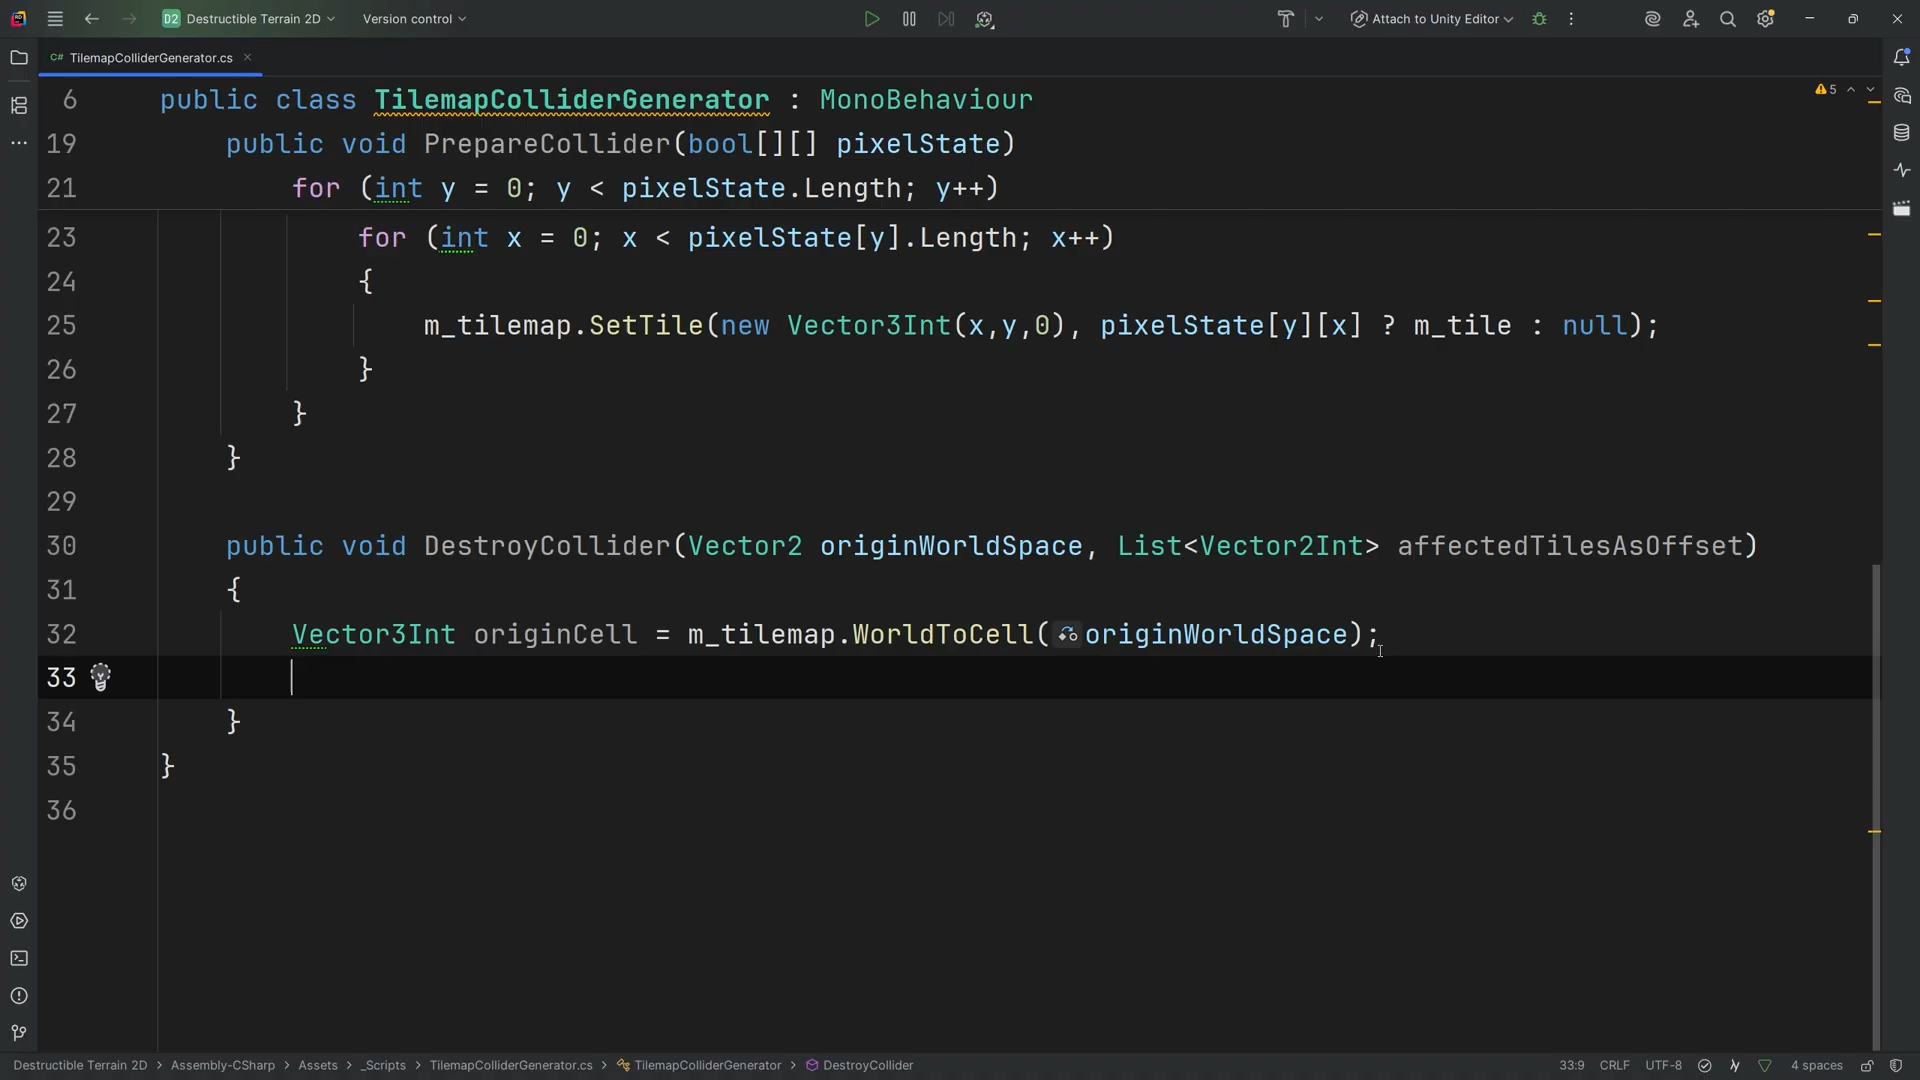 D2 Destructible Terrain 2D Version control Attach to Unity Editor
C# TilemapColliderGenerator.cs
5
6 public class TilemapColliderGenerator : MonoBehaviour
19 public void PrepareCollider(bool[][] pixelState)
21 for (int y = 0; y < pixelState.Length; y++)
23 for (int x = 0; x < pixelState[y].Length; x++)
24 {
25 m_tilemap.SetTile(new Vector3Int(x,y,0), pixelState[y][x] ? m_tile : null);
26 }
27 }
28 }
29
30 public void DestroyCollider(Vector2 originWorldSpace, List<Vector2Int> affectedTilesAsOffset)
31 {
32 Vector3Int originCell = m_tilemap.WorldToCell(originWorldSpace);
33
34 }
35 }
36
Destructible Terrain 2D > Assembly-CSharp > Assets > _Scripts > TilemapColliderGenerator.cs > TilemapColliderGenerator > DestroyCollider 33:9 CRLF UTF-8 4 spaces